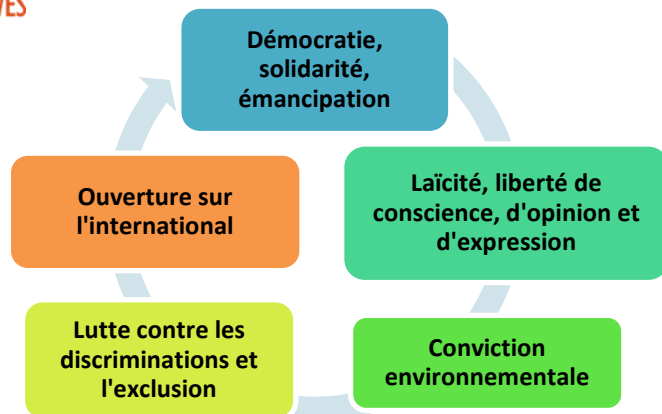 Démocratie,
solidarité,
émancipation
Laïcité, liberté de
conscience, d'opinion et
d'expression
Conviction
environnementale
Lutte contre les
discriminations et
l'exclusion
Ouverture sur
l'international